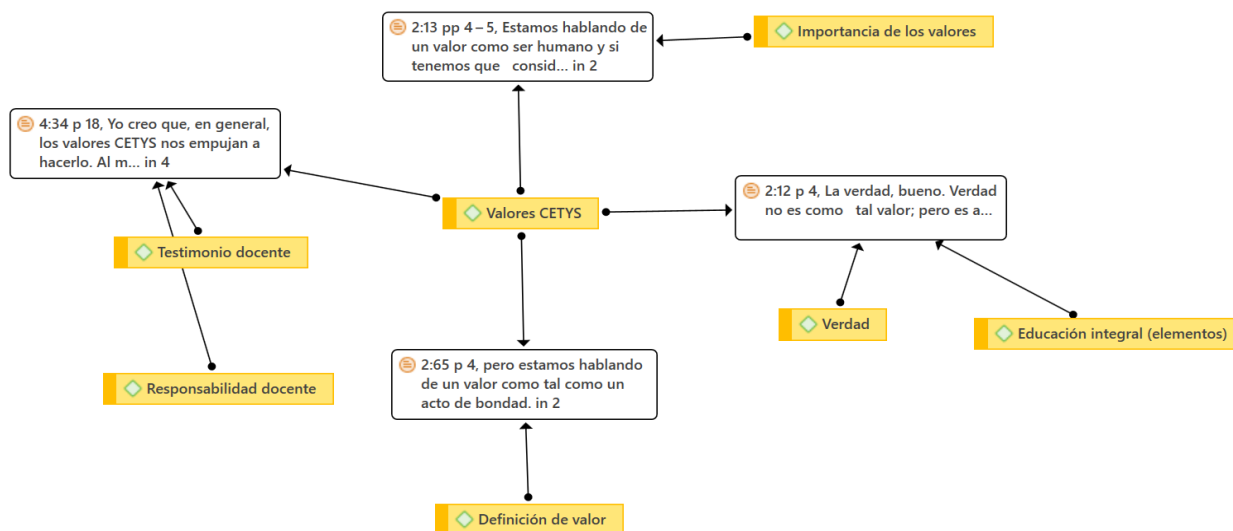 2:13 pp 4 – 5, Estamos hablando de
un valor como ser humano y si
tenemos que consid... in 2
Importancia de los valores
4:34 p 18, Yo creo que, en general,
los valores CETYS nos empujan a
hacerlo. Al m... in 4
Valores CETYS
2:12 p 4, La verdad, bueno. Verdad
no es como tal valor; pero es a...
Testimonio docente
Verdad
Educación integral (elementos)
Responsabilidad docente
2:65 p 4, pero estamos hablando
de un valor como tal como un
acto de bondad. in 2
Definición de valor